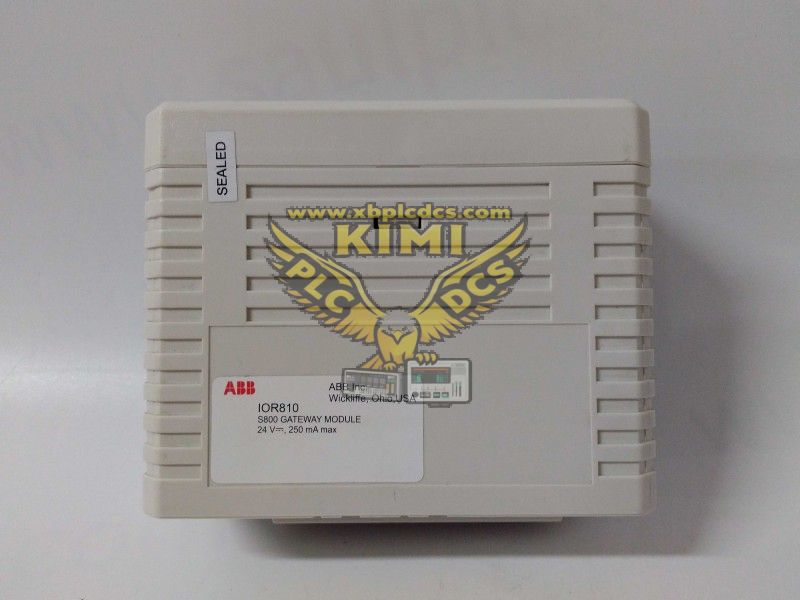 SEALED
www.xbplcdcs.com
KIMI
PLC
DCS
ABB
ABB Inc.
Wickliffe, Ohio,USA
IOR810
S800 GATEWAY MODULE
24 V⎓, 250 mA max